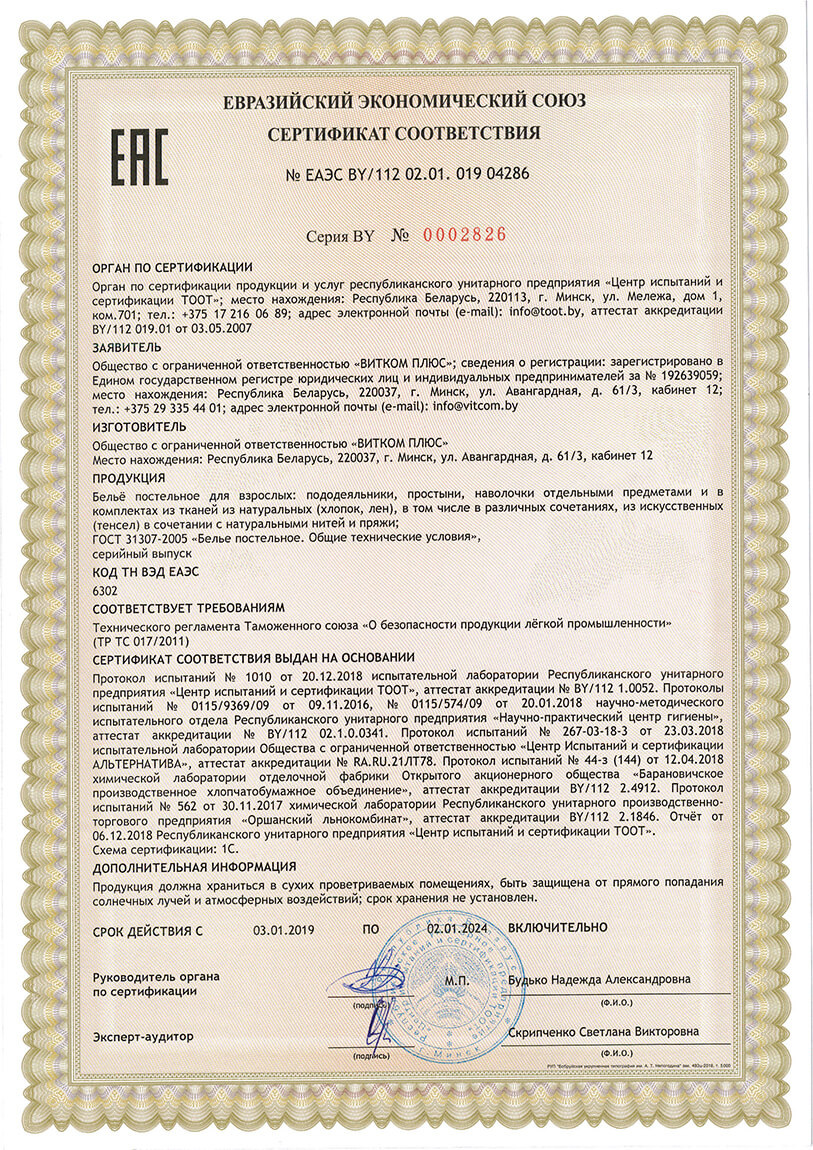 ЕВРАЗИЙСКИЙ ЭКОНОМИЧЕСКИЙ СОЮЗ
ЕАС
СЕРТИФИКАТ СООТВЕТСТВИЯ
№ ЕАЭС BY/112 02.01. 019 04286
Серия BY № 0002826
ОРГАН ПО СЕРТИФИКАЦИИ
Орган по сертификации продукции и услуг республиканского унитарного предприятия «Центр испытаний и
сертификации ТООТ»; место нахождения: Республика Беларусь, 220113, г. Минск, ул. Мележа, дом 1,
ком.701; тел.: +375 17 216 06 89; адрес электронной почты (e-mail): info@toot.by, аттестат аккредитации
BY/112 019.01 от 03.05.2007
ЗАЯВИТЕЛЬ
Общество с ограниченной ответственностью «ВИТКОМ ПЛЮС»; сведения о регистрации: зарегистрировано в
Едином государственном регистре юридических лиц и индивидуальных предпринимателей за № 192639059;
место нахождения: Республика Беларусь, 220037, г. Минск, ул. Авангардная, д. 61/3, кабинет 12;
тел.: +375 29 335 44 01; адрес электронной почты (e-mail): info@vitcom.by
ИЗГОТОВИТЕЛЬ
Общество с ограниченной ответственностью «ВИТКОМ ПЛЮС»
Место нахождения: Республика Беларусь, 220037, г. Минск, ул. Авангардная, д. 61/3, кабинет 12
ПРОДУКЦИЯ
Бельё постельное для взрослых: пододеяльники, простыни, наволочки отдельными предметами и в
комплектах из тканей из натуральных (хлопок, лен), в том числе в различных сочетаниях, из искусственных
(тенсел) в сочетании с натуральными нитей и пряжи;
ГОСТ 31307-2005 «Белье постельное. Общие технические условия»,
серийный выпуск
КОД ТН ВЭД ЕАЭС
6302
СООТВЕТСТВУЕТ ТРЕБОВАНИЯМ
Технического регламента Таможенного союза «О безопасности продукции лёгкой промышленности»
(ТР ТС 017/2011)
СЕРТИФИКАТ СООТВЕТСТВИЯ ВЫДАН НА ОСНОВАНИИ
Протокол испытаний № 1010 от 20.12.2018 испытательной лаборатории Республиканского унитарного
предприятия «Центр испытаний и сертификации ТООТ», аттестат аккредитации № BY/112 1.0052. Протоколы
испытаний № 0115/9369/09 от 09.11.2016, № 0115/574/09 от 20.01.2018 научно-методического
испытательного отдела Республиканского унитарного предприятия «Научно-практический центр гигиены»,
аттестат аккредитации № BY/112 02.1.0.0341. Протокол испытаний № 267-03-18-3 от 23.03.2018
испытательной лаборатории Общества с ограниченной ответственностью «Центр Испытаний и сертификации
АЛЬТЕРНАТИВА», аттестат аккредитации № RA.RU.21ЛТ78. Протокол испытаний № 44-з (144) от 12.04.2018
химической лаборатории отделочной фабрики Открытого акционерного общества «Барановичское
производственное хлопчатобумажное объединение», аттестат аккредитации BY/112 2.4912. Протокол
испытаний № 562 от 30.11.2017 химической лаборатории Республиканского унитарного производственно-
торгового предприятия «Оршанский льнокомбинат», аттестат аккредитации BY/112 2.1846. Отчёт от
06.12.2018 Республиканского унитарного предприятия «Центр испытаний и сертификации ТООТ».
Схема сертификации: 1С.
ДОПОЛНИТЕЛЬНАЯ ИНФОРМАЦИЯ
Продукция должна храниться в сухих проветриваемых помещениях, быть защищена от прямого попадания
солнечных лучей и атмосферных воздействий; срок хранения не установлен.
СРОК ДЕЙСТВИЯ С 03.01.2019 ПО 02.01.2024 ВКЛЮЧИТЕЛЬНО
Руководитель органа
по сертификации М.П. Будько Надежда Александровна
(подпись) (Ф.И.О.)
Эксперт-аудитор Скрипченко Светлана Викторовна
(подпись) (Ф.И.О.)